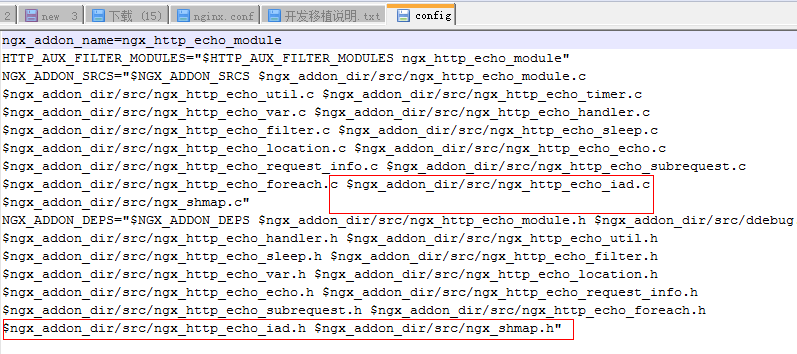 2 new 3 下载 (15) nginx.conf 开发移植说明.txt config
ngx_addon_name=ngx_http_echo_module
HTTP_AUX_FILTER_MODULES="$HTTP_AUX_FILTER_MODULES ngx_http_echo_module"
NGX_ADDON_SRCS="$NGX_ADDON_SRCS $ngx_addon_dir/src/ngx_http_echo_module.c
$ngx_addon_dir/src/ngx_http_echo_util.c $ngx_addon_dir/src/ngx_http_echo_timer.c
$ngx_addon_dir/src/ngx_http_echo_var.c $ngx_addon_dir/src/ngx_http_echo_handler.c
$ngx_addon_dir/src/ngx_http_echo_filter.c $ngx_addon_dir/src/ngx_http_echo_sleep.c
$ngx_addon_dir/src/ngx_http_echo_location.c $ngx_addon_dir/src/ngx_http_echo_echo.c
$ngx_addon_dir/src/ngx_http_echo_request_info.c $ngx_addon_dir/src/ngx_http_echo_subrequest.c
$ngx_addon_dir/src/ngx_http_echo_foreach.c $ngx_addon_dir/src/ngx_http_echo_iad.c
$ngx_addon_dir/src/ngx_shmap.c"
NGX_ADDON_DEPS="$NGX_ADDON_DEPS $ngx_addon_dir/src/ngx_http_echo_module.h $ngx_addon_dir/src/ddebug
$ngx_addon_dir/src/ngx_http_echo_handler.h $ngx_addon_dir/src/ngx_http_echo_util.h
$ngx_addon_dir/src/ngx_http_echo_sleep.h $ngx_addon_dir/src/ngx_http_echo_filter.h
$ngx_addon_dir/src/ngx_http_echo_var.h $ngx_addon_dir/src/ngx_http_echo_location.h
$ngx_addon_dir/src/ngx_http_echo_echo.h $ngx_addon_dir/src/ngx_http_echo_request_info.h
$ngx_addon_dir/src/ngx_http_echo_subrequest.h $ngx_addon_dir/src/ngx_http_echo_foreach.h
$ngx_addon_dir/src/ngx_http_echo_iad.h $ngx_addon_dir/src/ngx_shmap.h"